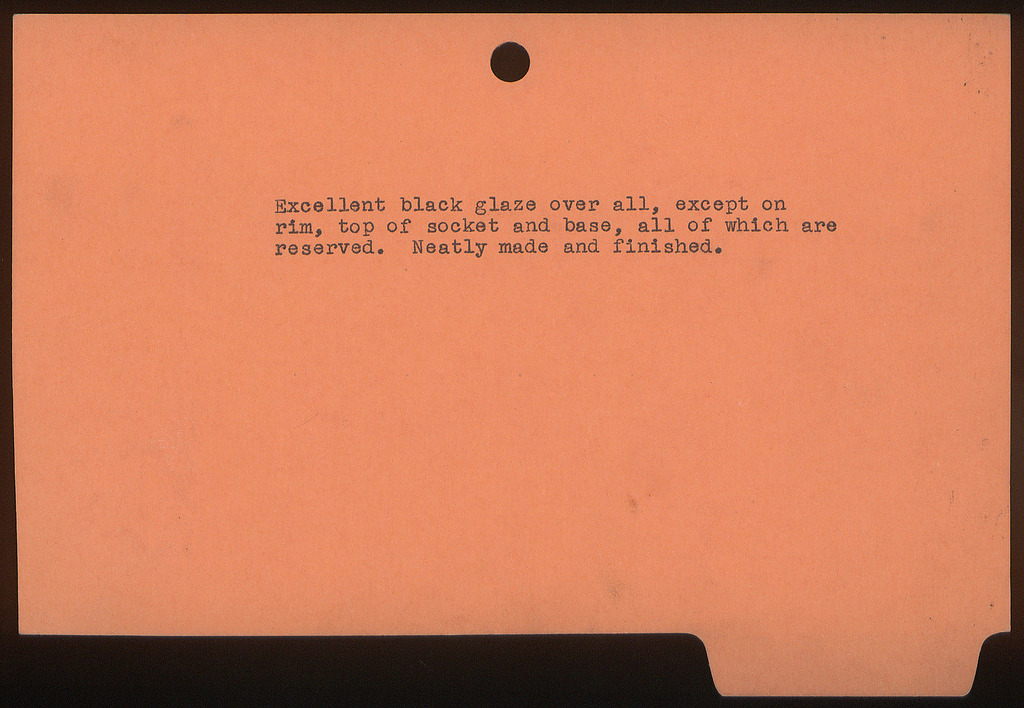 Excellent black glaze over all, except on
rim, top of socket and base, all of which are
reserved.  Neatly made and finished.